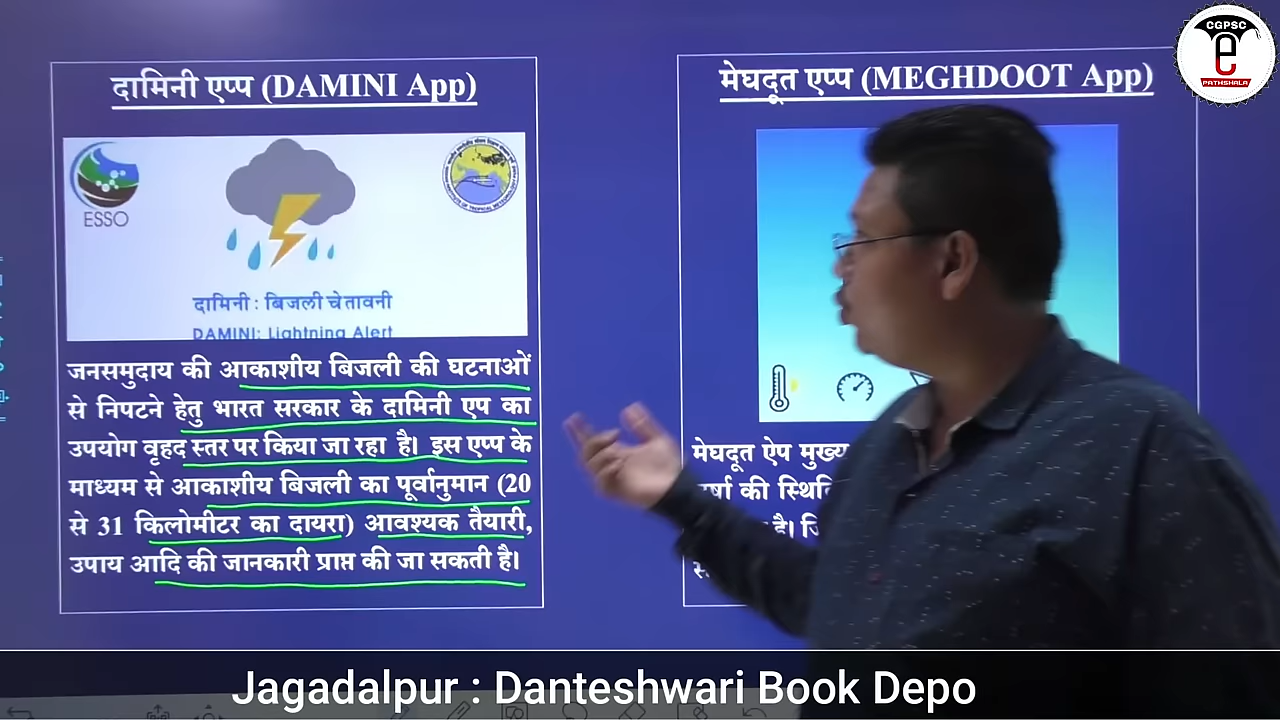 CGPSC
e
PATHSHALA
दामिनी एप्प (DAMINI App)
ESSO
दामिनी : बिजली चेतावनी
DAMINI: Lightning Alert
जनसमुदाय की आकाशीय बिजली की घटनाओं
से निपटने हेतु भारत सरकार के दामिनी एप का
उपयोग वृहद स्तर पर किया जा रहा है। इस एप्प के
माध्यम से आकाशीय बिजली का पूर्वानुमान (20
से 31 किलोमीटर का दायरा) आवश्यक तैयारी,
उपाय आदि की जानकारी प्राप्त की जा सकती है।
मेघदूत एप्प (MEGHDOOT App)
मेघदूत ऐप
की
है।
Jagadalpur : Danteshwari Book Depo